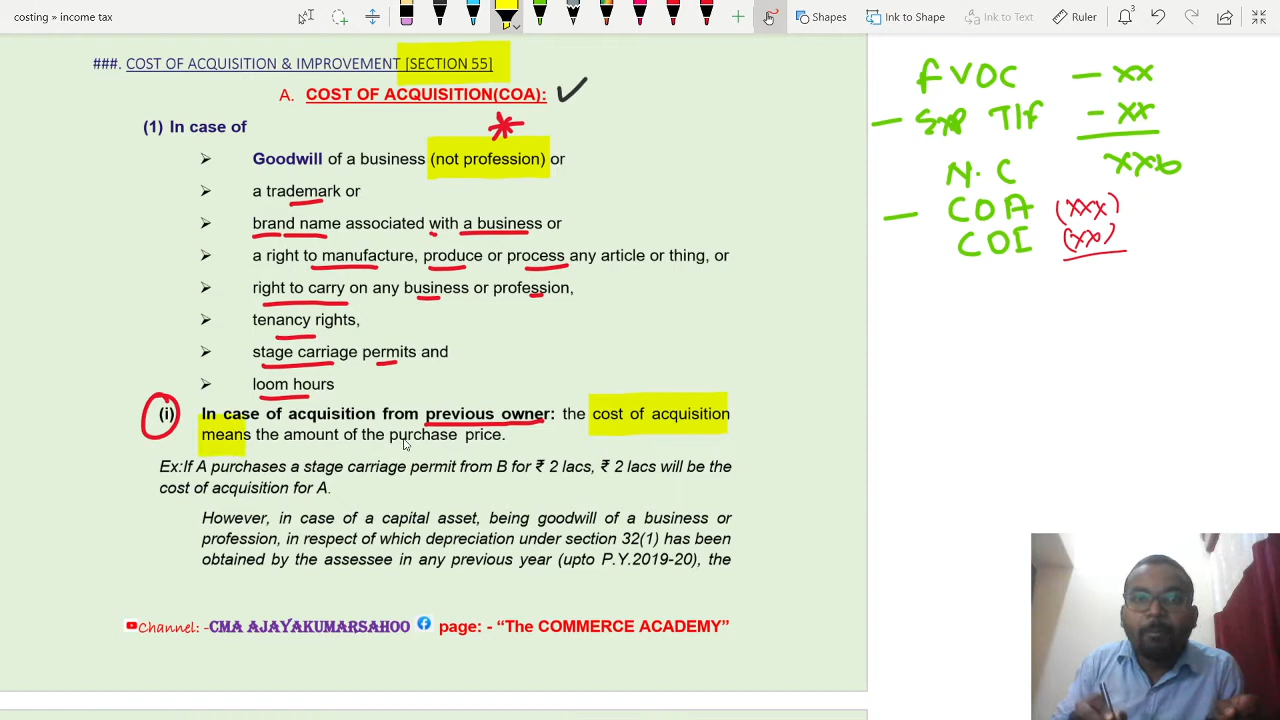 costing » income tax
Shapes
Ink to Shape
Ink to Text
Ruler
###. COST OF ACQUISITION & IMPROVEMENT [SECTION 55]
A. COST OF ACQUISITION(COA):
(1) In case of
Goodwill of a business (not profession) or
a trademark or
brand name associated with a business or
a right to manufacture, produce or process any article or thing, or
right to carry on any business or profession,
tenancy rights,
stage carriage permits and
loom hours
(i) In case of acquisition from previous owner: the cost of acquisition
means the amount of the purchase price.
Ex:If A purchases a stage carriage permit from B for ₹ 2 lacs, ₹ 2 lacs will be the
cost of acquisition for A.
However, in case of a capital asset, being goodwill of a business or
profession, in respect of which depreciation under section 32(1) has been
obtained by the assessee in any previous year (upto P.Y.2019-20), the
Channel: -CMA AJAYAKUMARSAHOO page: - “The COMMERCE ACADEMY”
FVOC - xx
- Exp T/f - xx
N.C xxx
- COA (xxx)
COI (xx)